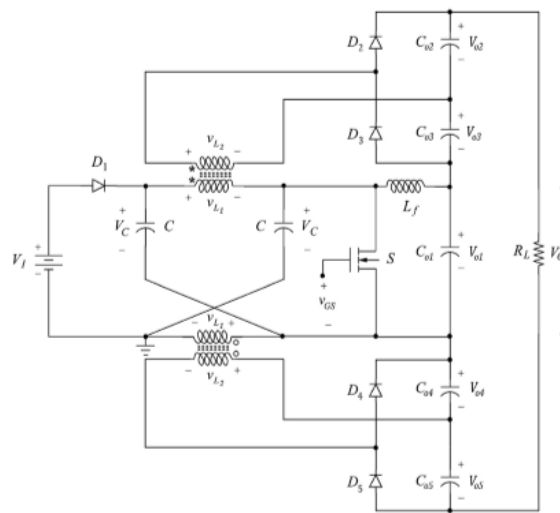 D2 Co2 + Vo2 −
vL2
D3 Co3 + Vo3 −
+ −
* *
D1 + vL1 −
Lf
+ VC − C C + VC −
VI + −
S
+ vGS −
Co1 + Vo1 −
RL
− vL1 +
− vL2 +
D4 Co4 + Vo4 −
D5 Co5 + Vo5 −